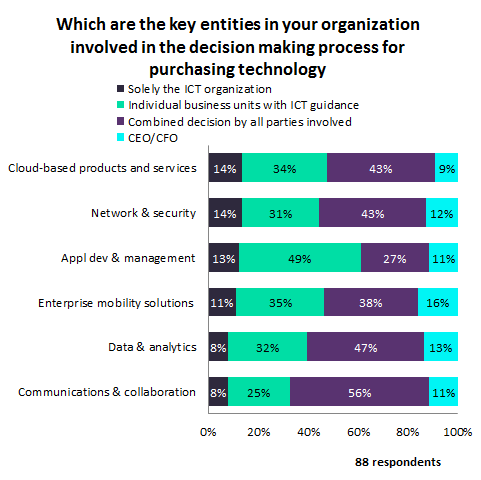 Which are the key entities in your organization
involved in the decision making process for
purchasing technology
Solely the ICT organization
Individual business units with ICT guidance
Combined decision by all parties involved
CEO/CFO
Cloud-based products and services 14% 34% 43% 9%
Network & security 14% 31% 43% 12%
Appl dev & management 13% 49% 27% 11%
Enterprise mobility solutions 11% 35% 38% 16%
Data & analytics 8% 32% 47% 13%
Communications & collaboration 8% 25% 56% 11%
0% 20% 40% 60% 80% 100%
88 respondents